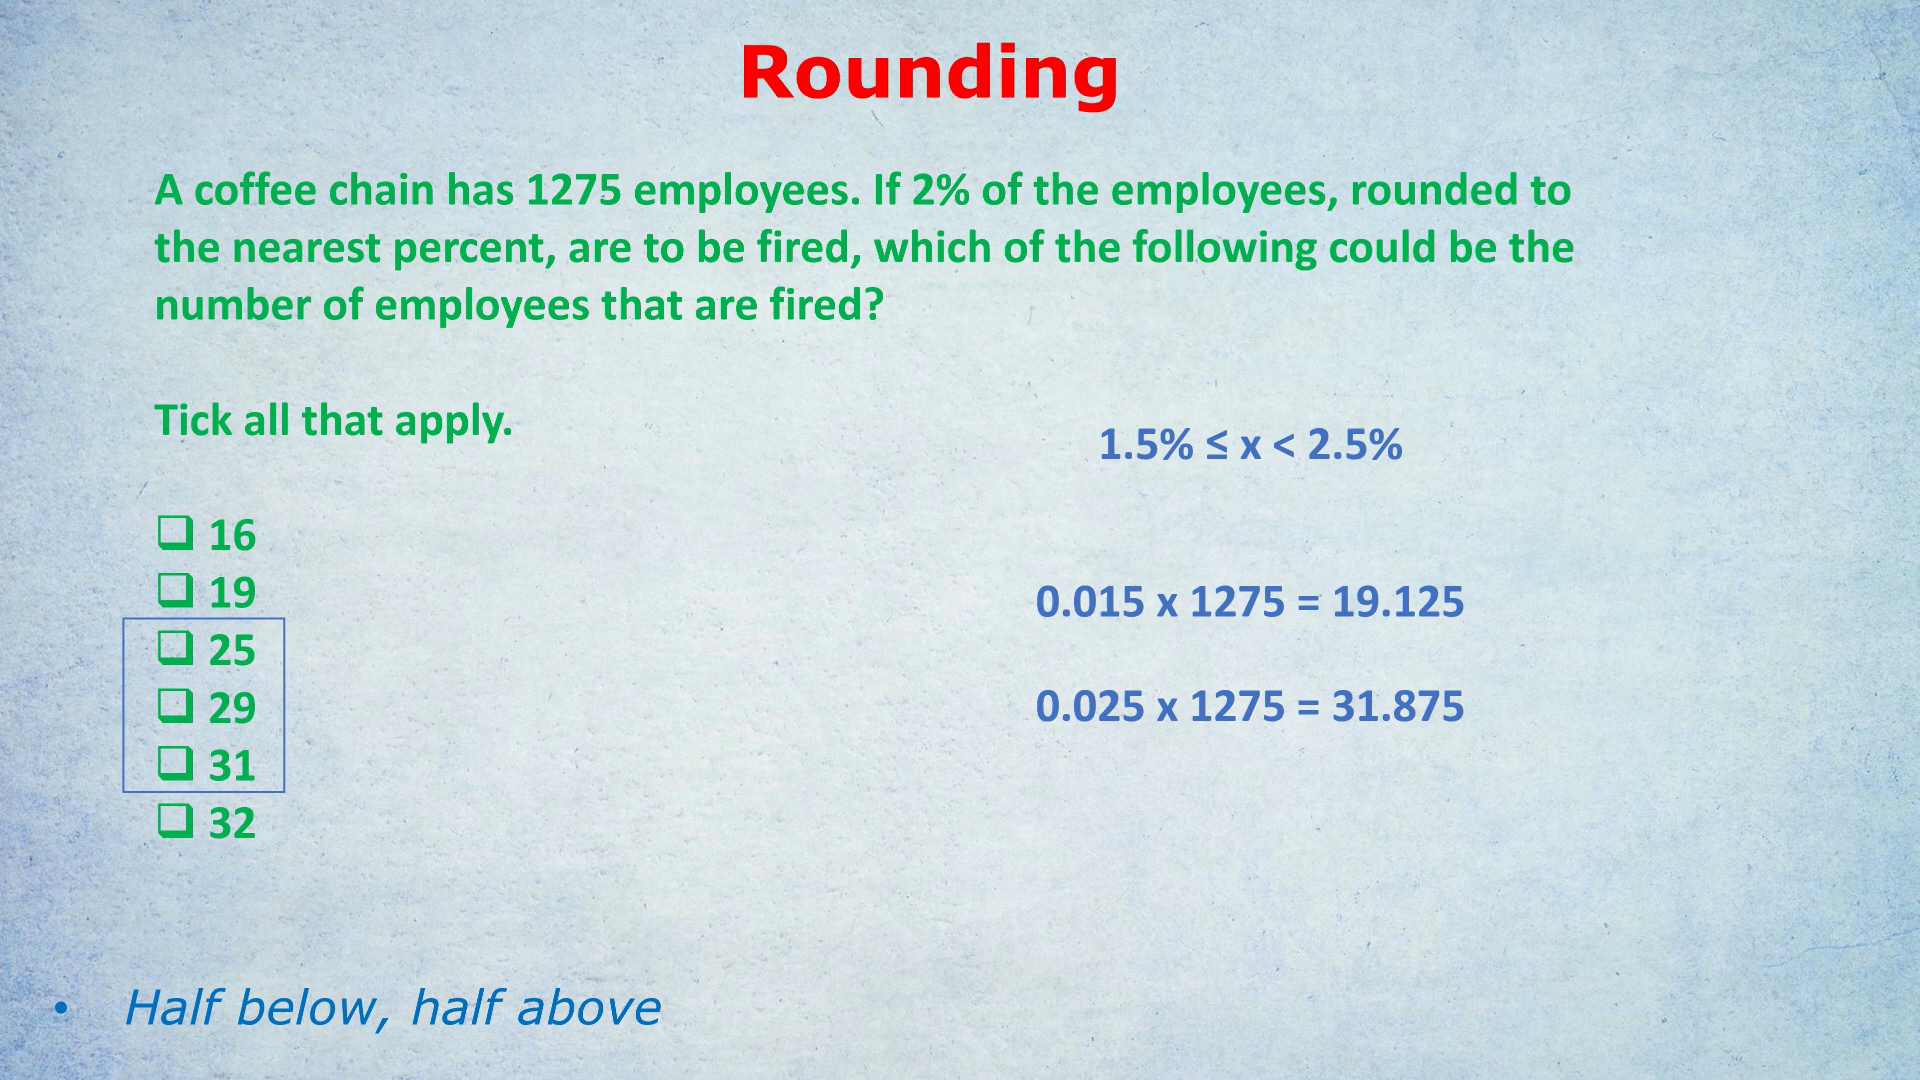 Rounding
A coffee chain has 1275 employees. If 2% of the employees, rounded to
the nearest percent, are to be fired, which of the following could be the
number of employees that are fired?
Tick all that apply.
1.5% ≤ x < 2.5%
❑ 16
❑ 19
0.015 x 1275 = 19.125
❑ 25
❑ 29
0.025 x 1275 = 31.875
❑ 31
❑ 32
• Half below, half above